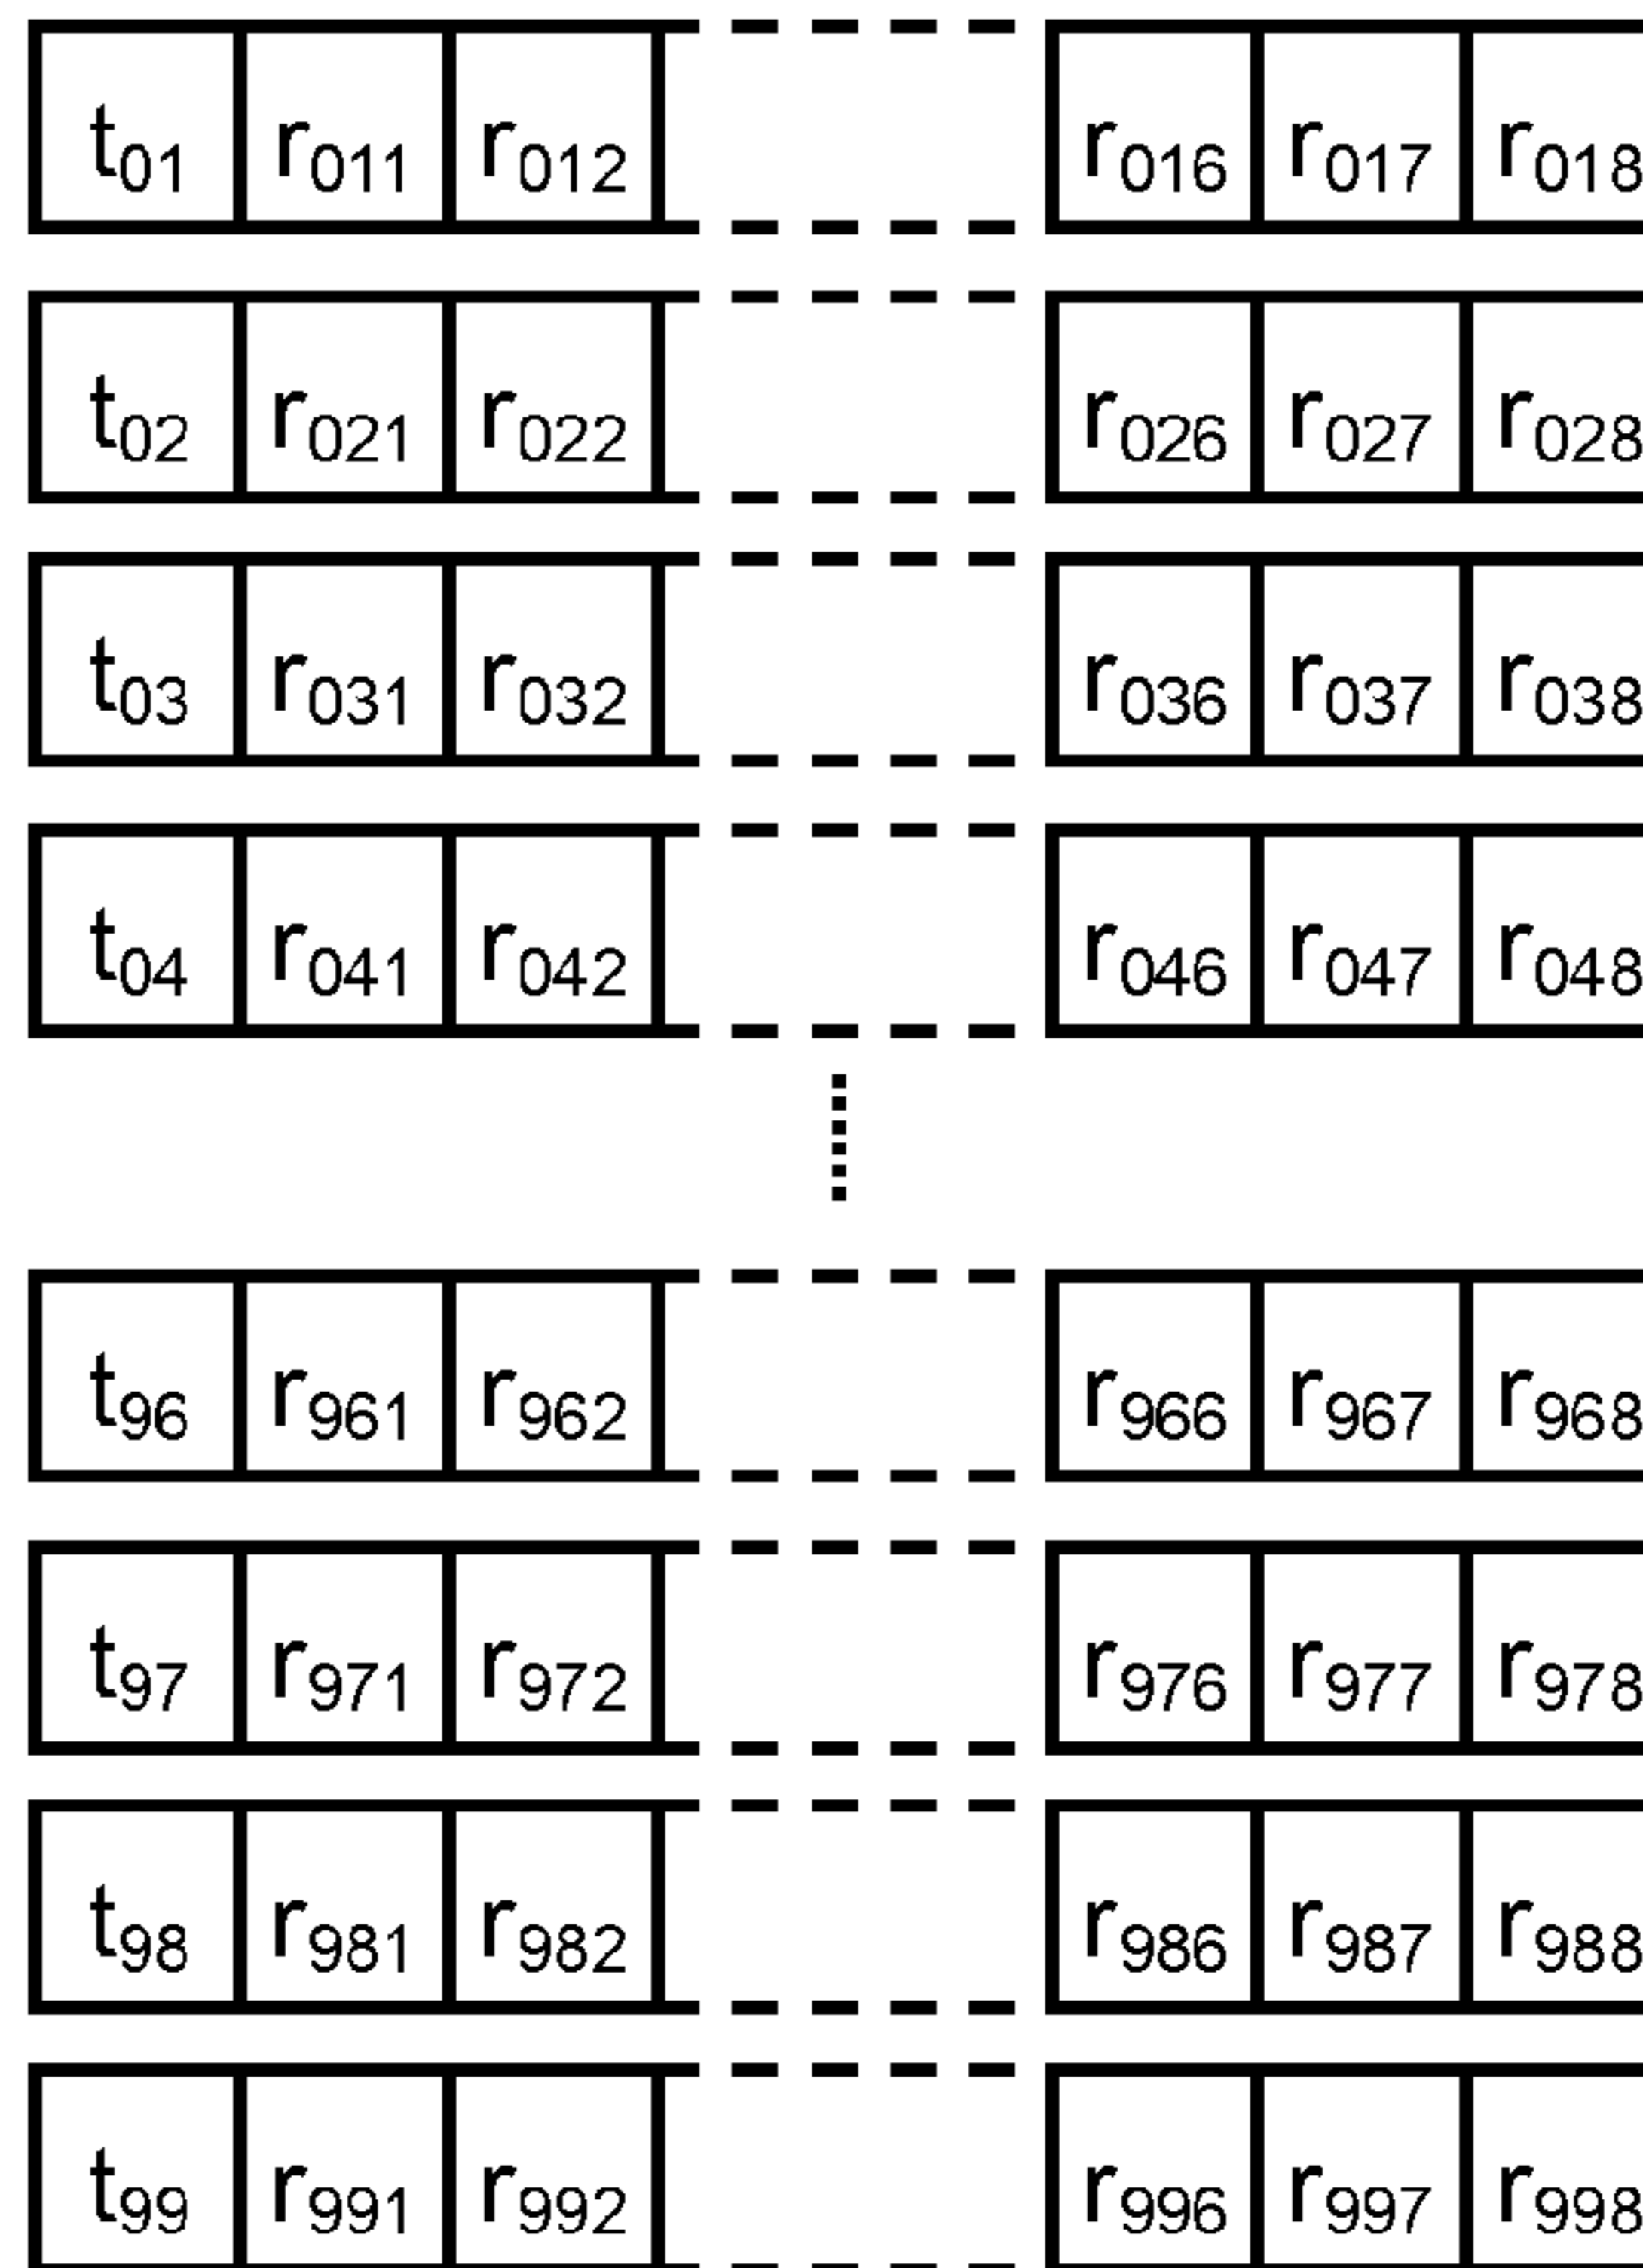 t01 r011 r012 r016 r017 r018
t02 r021 r022 r026 r027 r028
t03 r031 r032 r036 r037 r038
t04 r041 r042 r046 r047 r048
t96 r961 r962 r966 r967 r968
t97 r971 r972 r976 r977 r978
t98 r981 r982 r986 r987 r988
t99 r991 r992 r996 r997 r998